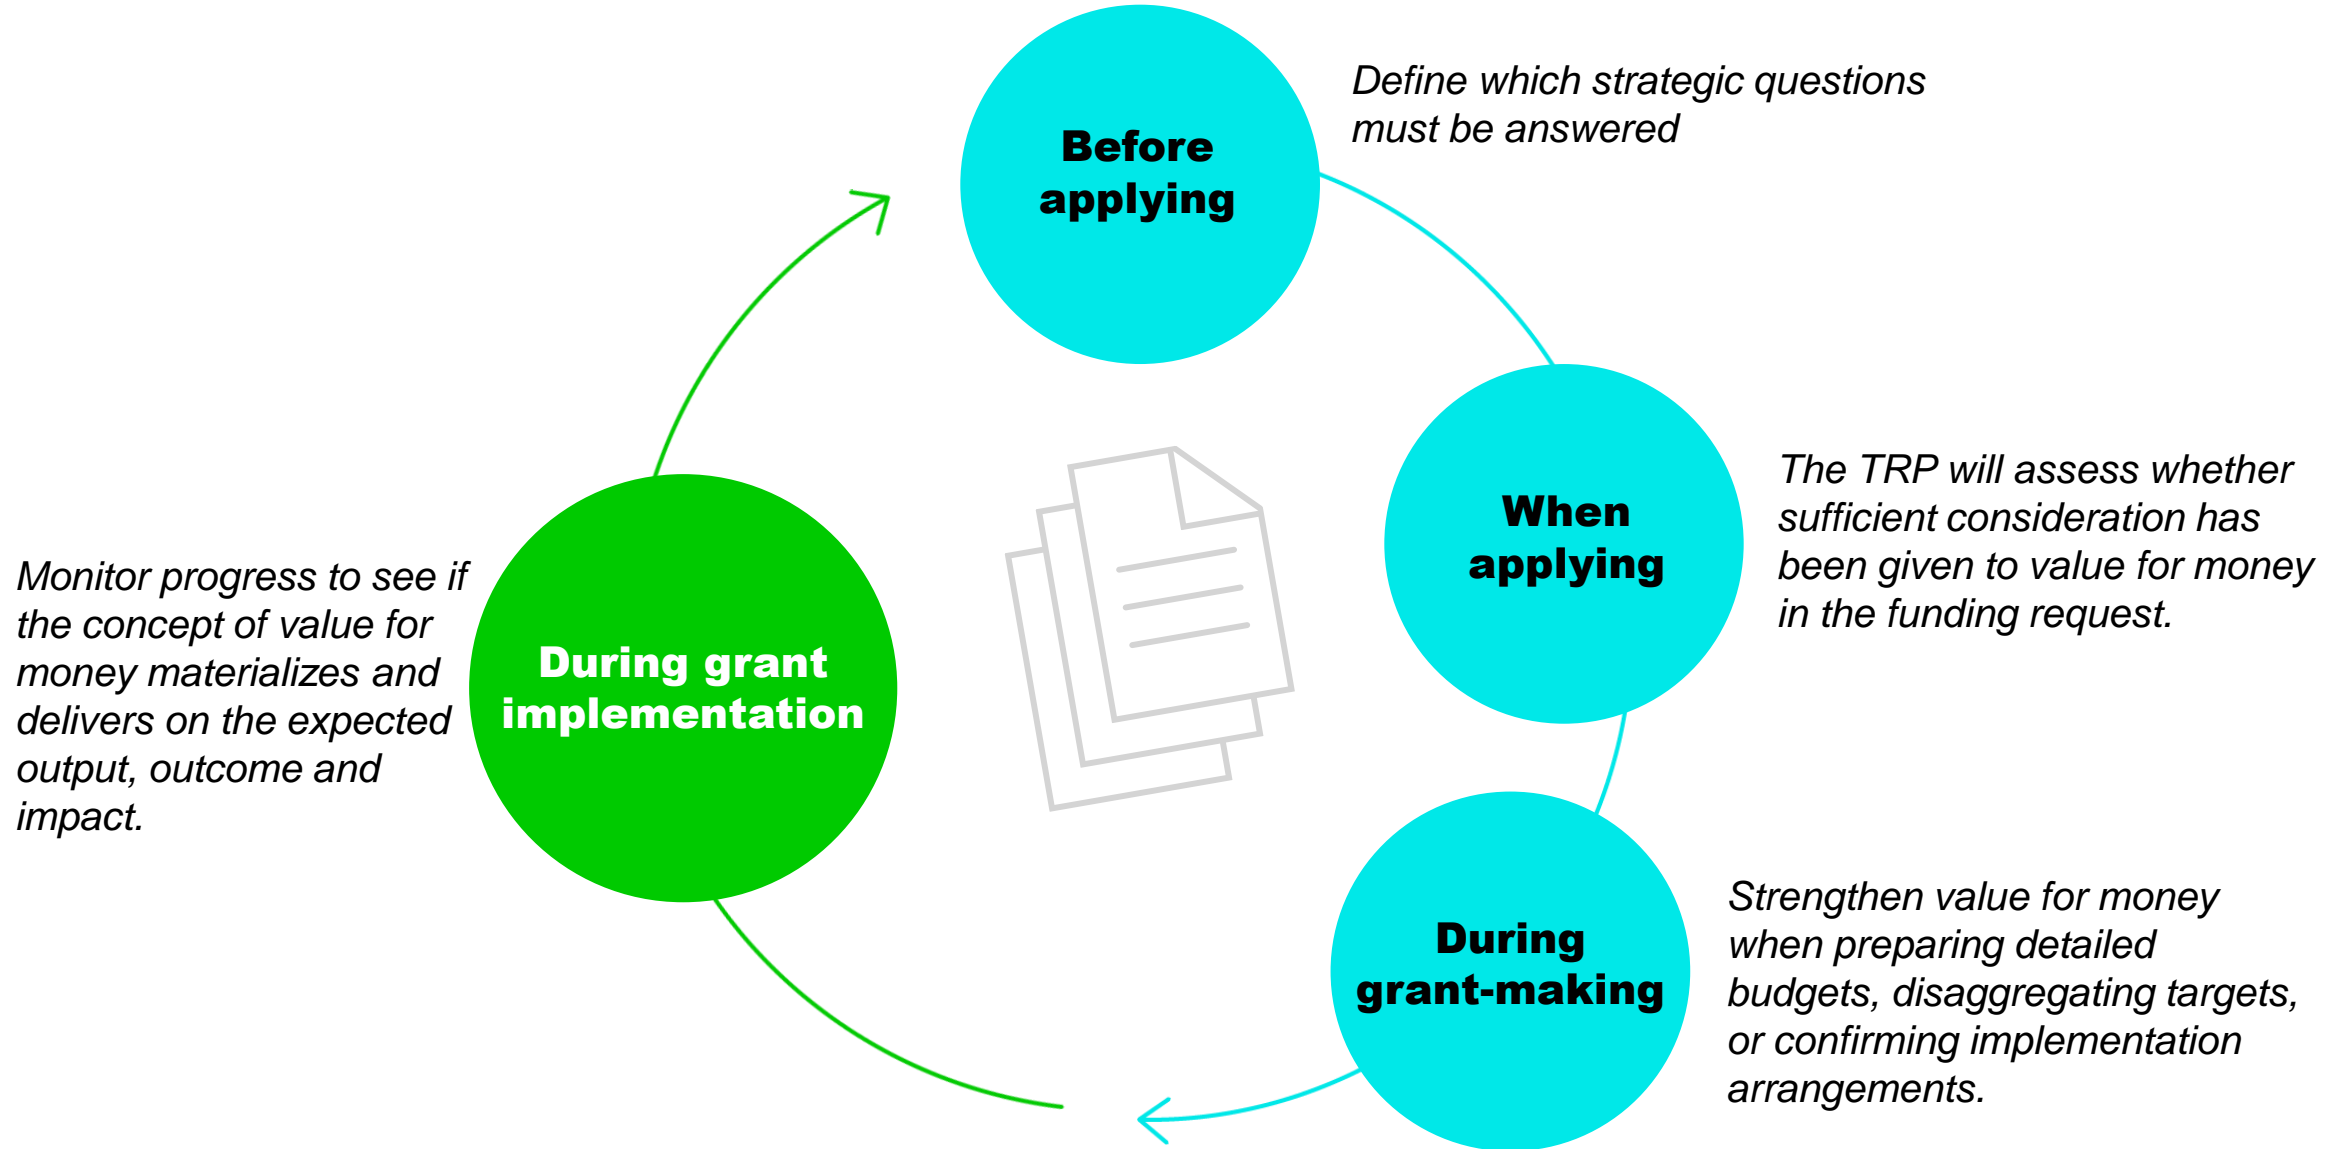 Before
applying
Define which strategic questions
must be answered
When
applying
The TRP will assess whether
sufficient consideration has
been given to value for money
in the funding request.
During
grant-making
Strengthen value for money
when preparing detailed
budgets, disaggregating targets,
or confirming implementation
arrangements.
During grant
implementation
Monitor progress to see if
the concept of value for
money materializes and
delivers on the expected
output, outcome and
impact.